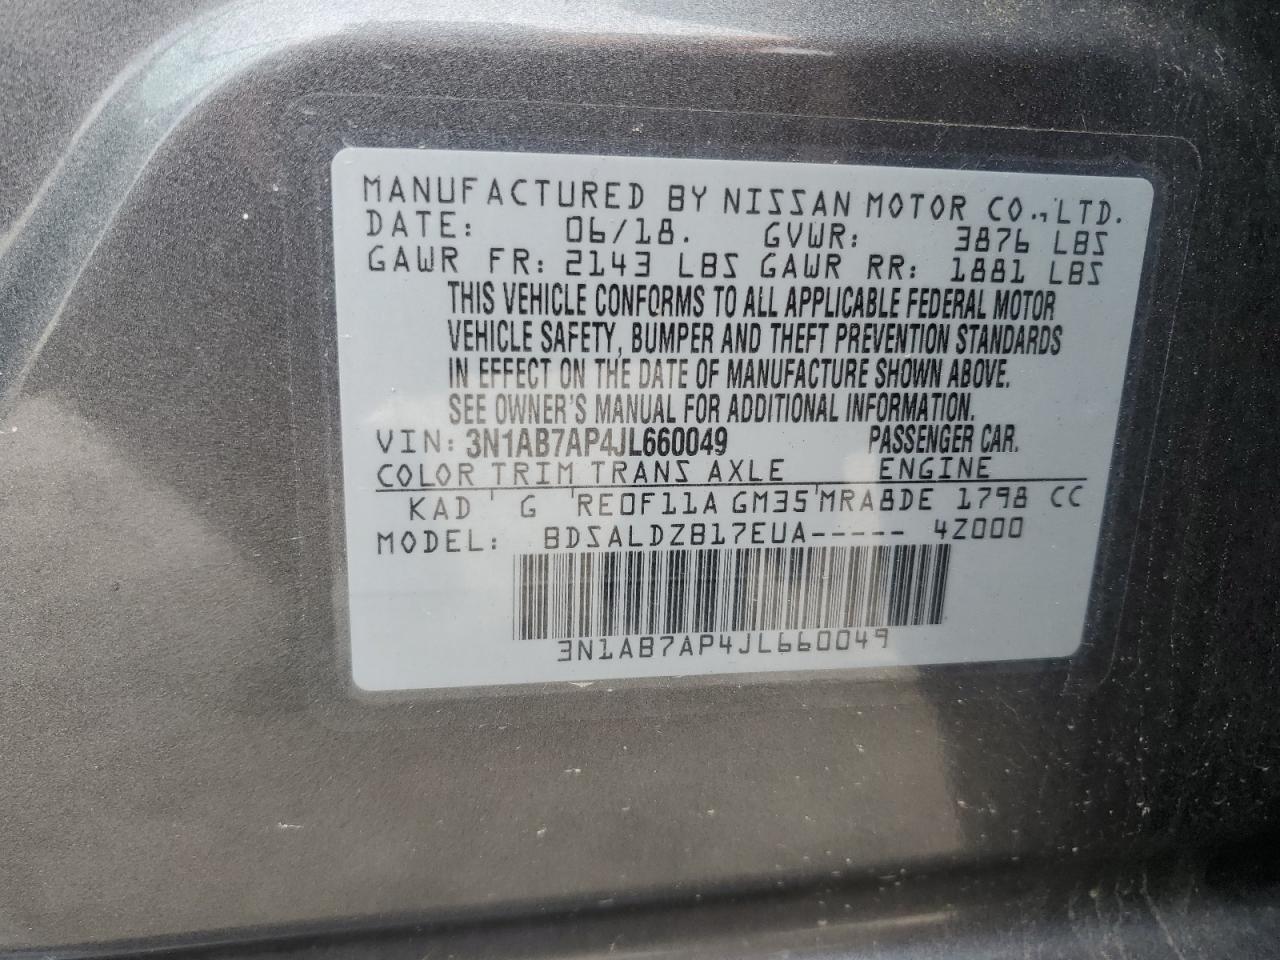 MANUFACTURED BY NISSAN MOTOR CO., LTD.
DATE: 06/18. GVWR: 3876 LBS
GAWR FR: 2143 LBS GAWR RR: 1881 LBS
THIS VEHICLE CONFORMS TO ALL APPLICABLE FEDERAL MOTOR
VEHICLE SAFETY, BUMPER AND THEFT PREVENTION STANDARDS
IN EFFECT ON THE DATE OF MANUFACTURE SHOWN ABOVE.
SEE OWNER'S MANUAL FOR ADDITIONAL INFORMATION.
VIN: 3N1AB7AP4JL660049 PASSENGER CAR.
COLOR TRIM TRANS AXLE ENGINE
KAD ' G 'RE0F11A GM35'MRA8DE 1798 CC
MODEL: BDSALDZB17EUA----- 4Z000
3N1AB7AP4JL660049